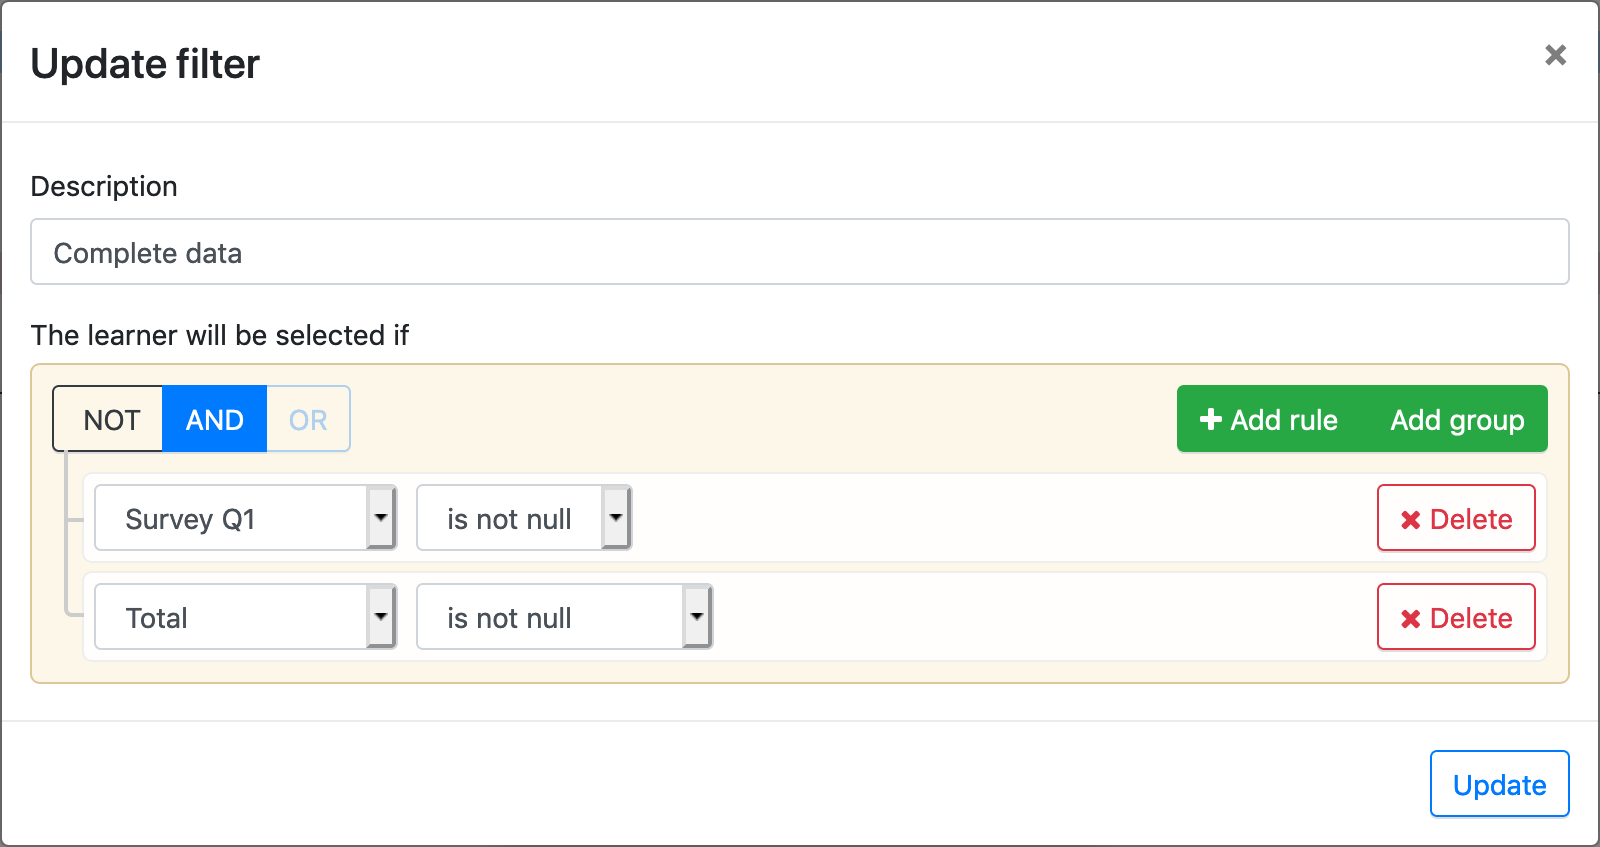 Update filter
Description
Complete data
The learner will be selected if
NOT AND OR Add rule Add group
Survey Q1 is not null Delete
Total is not null Delete
Update